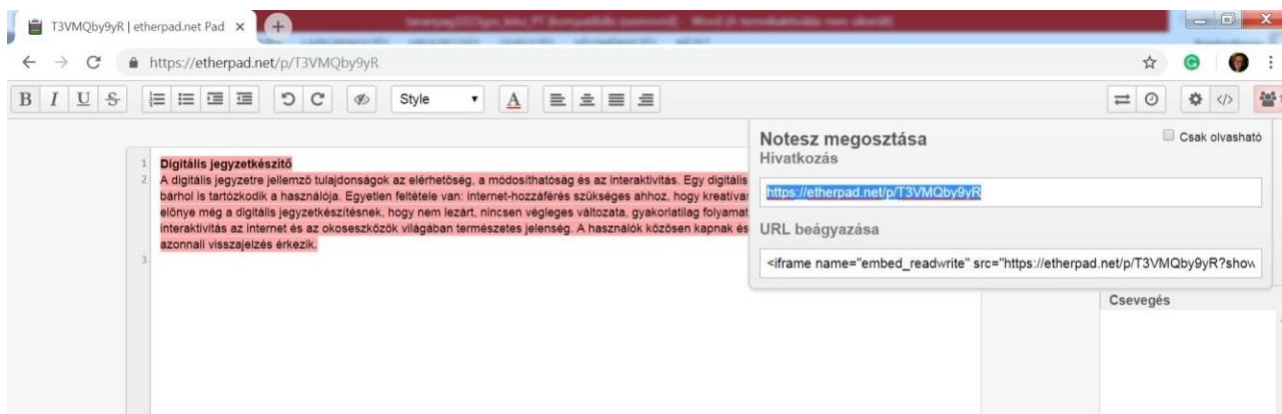 T3VMQby9yR | etherpad.net Pad
https://etherpad.net/p/T3VMQby9yR
B I U S Style A
Notesz megosztása
Csak olvasható
Hivatkozás
https://etherpad.net/p/T3VMQby9yR
URL beágyazása
<iframe name="embed_readwrite" src="https://etherpad.net/p/T3VMQby9yR?show
1 Digitális jegyzetkészítő
2 A digitális jegyzetre jellemző tulajdonságok az elérhetőség, a módosíthatóság és az interaktivitás. Egy digitális
bárhol is tartózkodik a használója. Egyetlen feltétele van: internet-hozzáférés szükséges ahhoz, hogy kreatívan
előnye még a digitális jegyzetkészítésnek, hogy nem lezárt, nincsen végleges változata, gyakorlatilag folyamat
interaktivitás az internet és az okoseszközök világában természetes jelenség. A használók közösen kapnak és
azonnali visszajelzés érkezik.
3
Csevegés